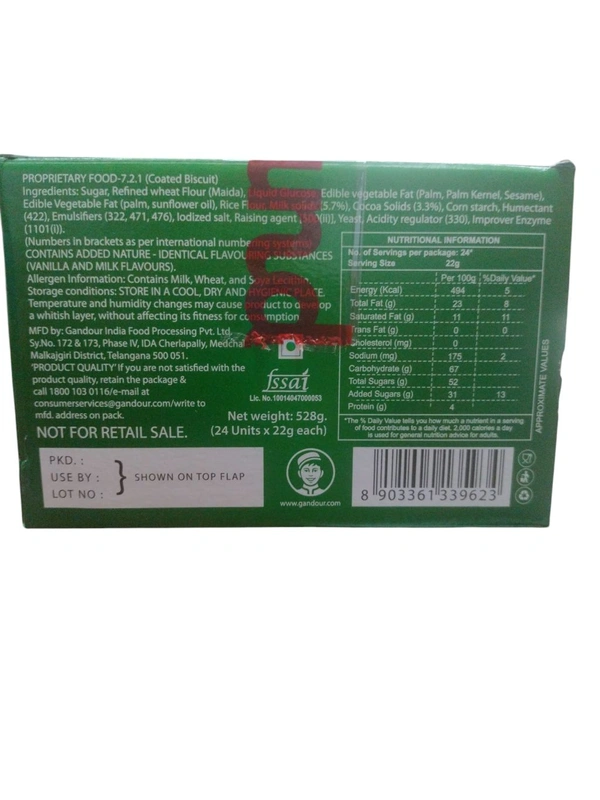 PROPRIETARY FOOD-7.2.1 (Coated Biscuit)
Ingredients: Sugar, Refined wheat Flour (Maida), Liquid Glucose, Edible vegetable Fat (Palm, Palm Kernel, Sesame),
Edible Vegetable Fat (palm, sunflower oil), Rice Flour, Milk solids (5.7%), Cocoa Solids (3.3%), Corn starch, Humectant
(422), Emulsifiers (322, 471, 476), Iodized salt, Raising agent [500(ii)], Yeast, Acidity regulator (330), Improver Enzyme
(1101(i)).
(Numbers in brackets as per international numbering systems)
CONTAINS ADDED NATURE - IDENTICAL FLAVOURING SUBSTANCES
(VANILLA AND MILK FLAVOURS).
Allergen Information: Contains Milk, Wheat, and Soya Lecithin.
Storage conditions: STORE IN A COOL, DRY AND HYGIENIC PLACE.
Temperature and humidity changes may cause product to develop
a whitish layer, without affecting its fitness for consumption
MFD by: Gandour India Food Processing Pvt. Ltd.
Sy.No. 172 & 173, Phase IV, IDA Cherlapally, Medchal
Malkajgiri District, Telangana 500 051.
'PRODUCT QUALITY' If you are not satisfied with the
product quality, retain the package &
call 1800 103 0116/e-mail at
consumerservices@gandour.com/write to
mfd. address on pack.
NOT FOR RETAIL SALE.
fssai
Lic. No.10014047000053
Net weight: 528g.
(24 Units x 22g each)
NUTRITIONAL INFORMATION
No. of Servings per package: 24*
Serving Size 22g
Per 100g %Daily Value*
Energy (Kcal) 494 5
Total Fat (g) 23 8
Saturated Fat (g) 11 11
Trans Fat (g) 0 0
Cholesterol (mg) 0
Sodium (mg) 175 2
Carbohydrate (g) 67
Total Sugars (g) 52
Added Sugars (g) 31 13
Protein (g) 4
*The % Daily Value tells you how much a nutrient in a serving
of food contributes to a daily diet. 2,000 calories a day
is used for general nutrition advice for adults.
APPROXIMATE VALUES
PKD. :
USE BY : } SHOWN ON TOP FLAP
LOT NO :
www.gandour.com
8 903361 339623